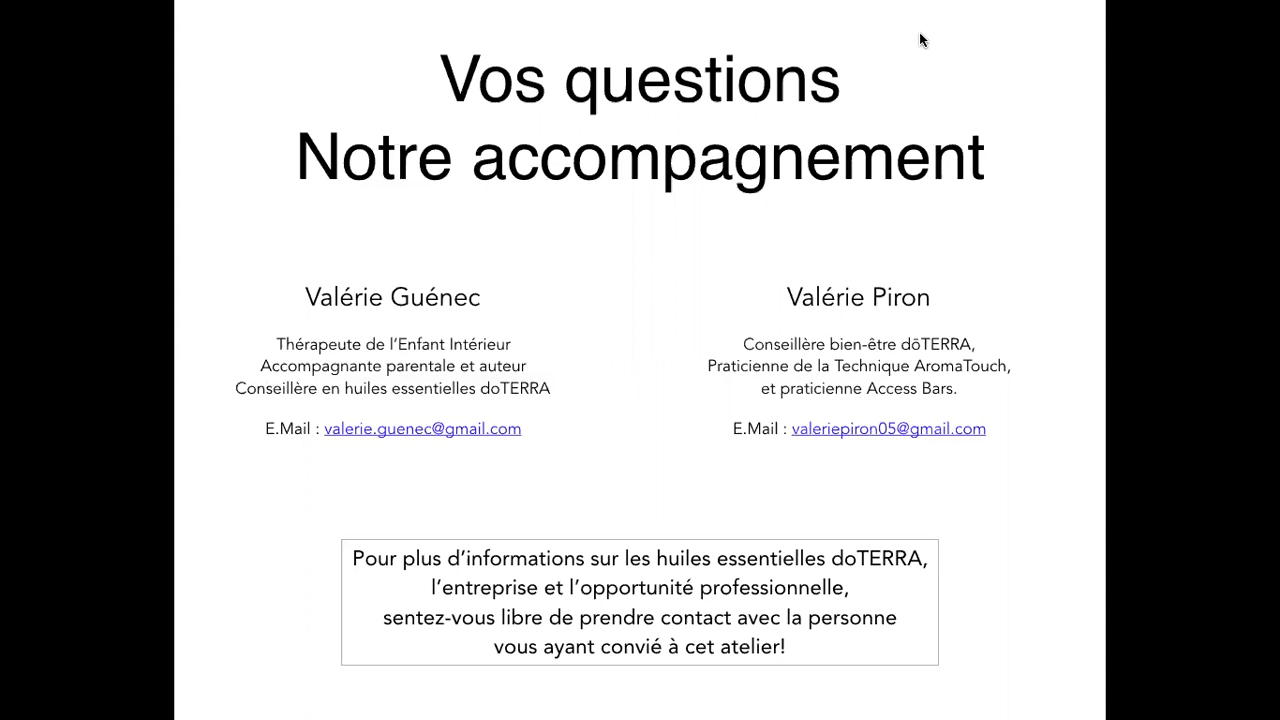 Vos questions
Notre accompagnement
Valérie Guénec
Thérapeute de l’Enfant Intérieur
Accompagnante parentale et auteur
Conseillère en huiles essentielles doTERRA
E.Mail : valerie.guenec@gmail.com
Valérie Piron
Conseillère bien-être dōTERRA,
Praticienne de la Technique AromaTouch,
et praticienne Access Bars.
E.Mail : valeriepiron05@gmail.com
Pour plus d’informations sur les huiles essentielles doTERRA,
l’entreprise et l’opportunité professionnelle,
sentez-vous libre de prendre contact avec la personne
vous ayant convié à cet atelier!